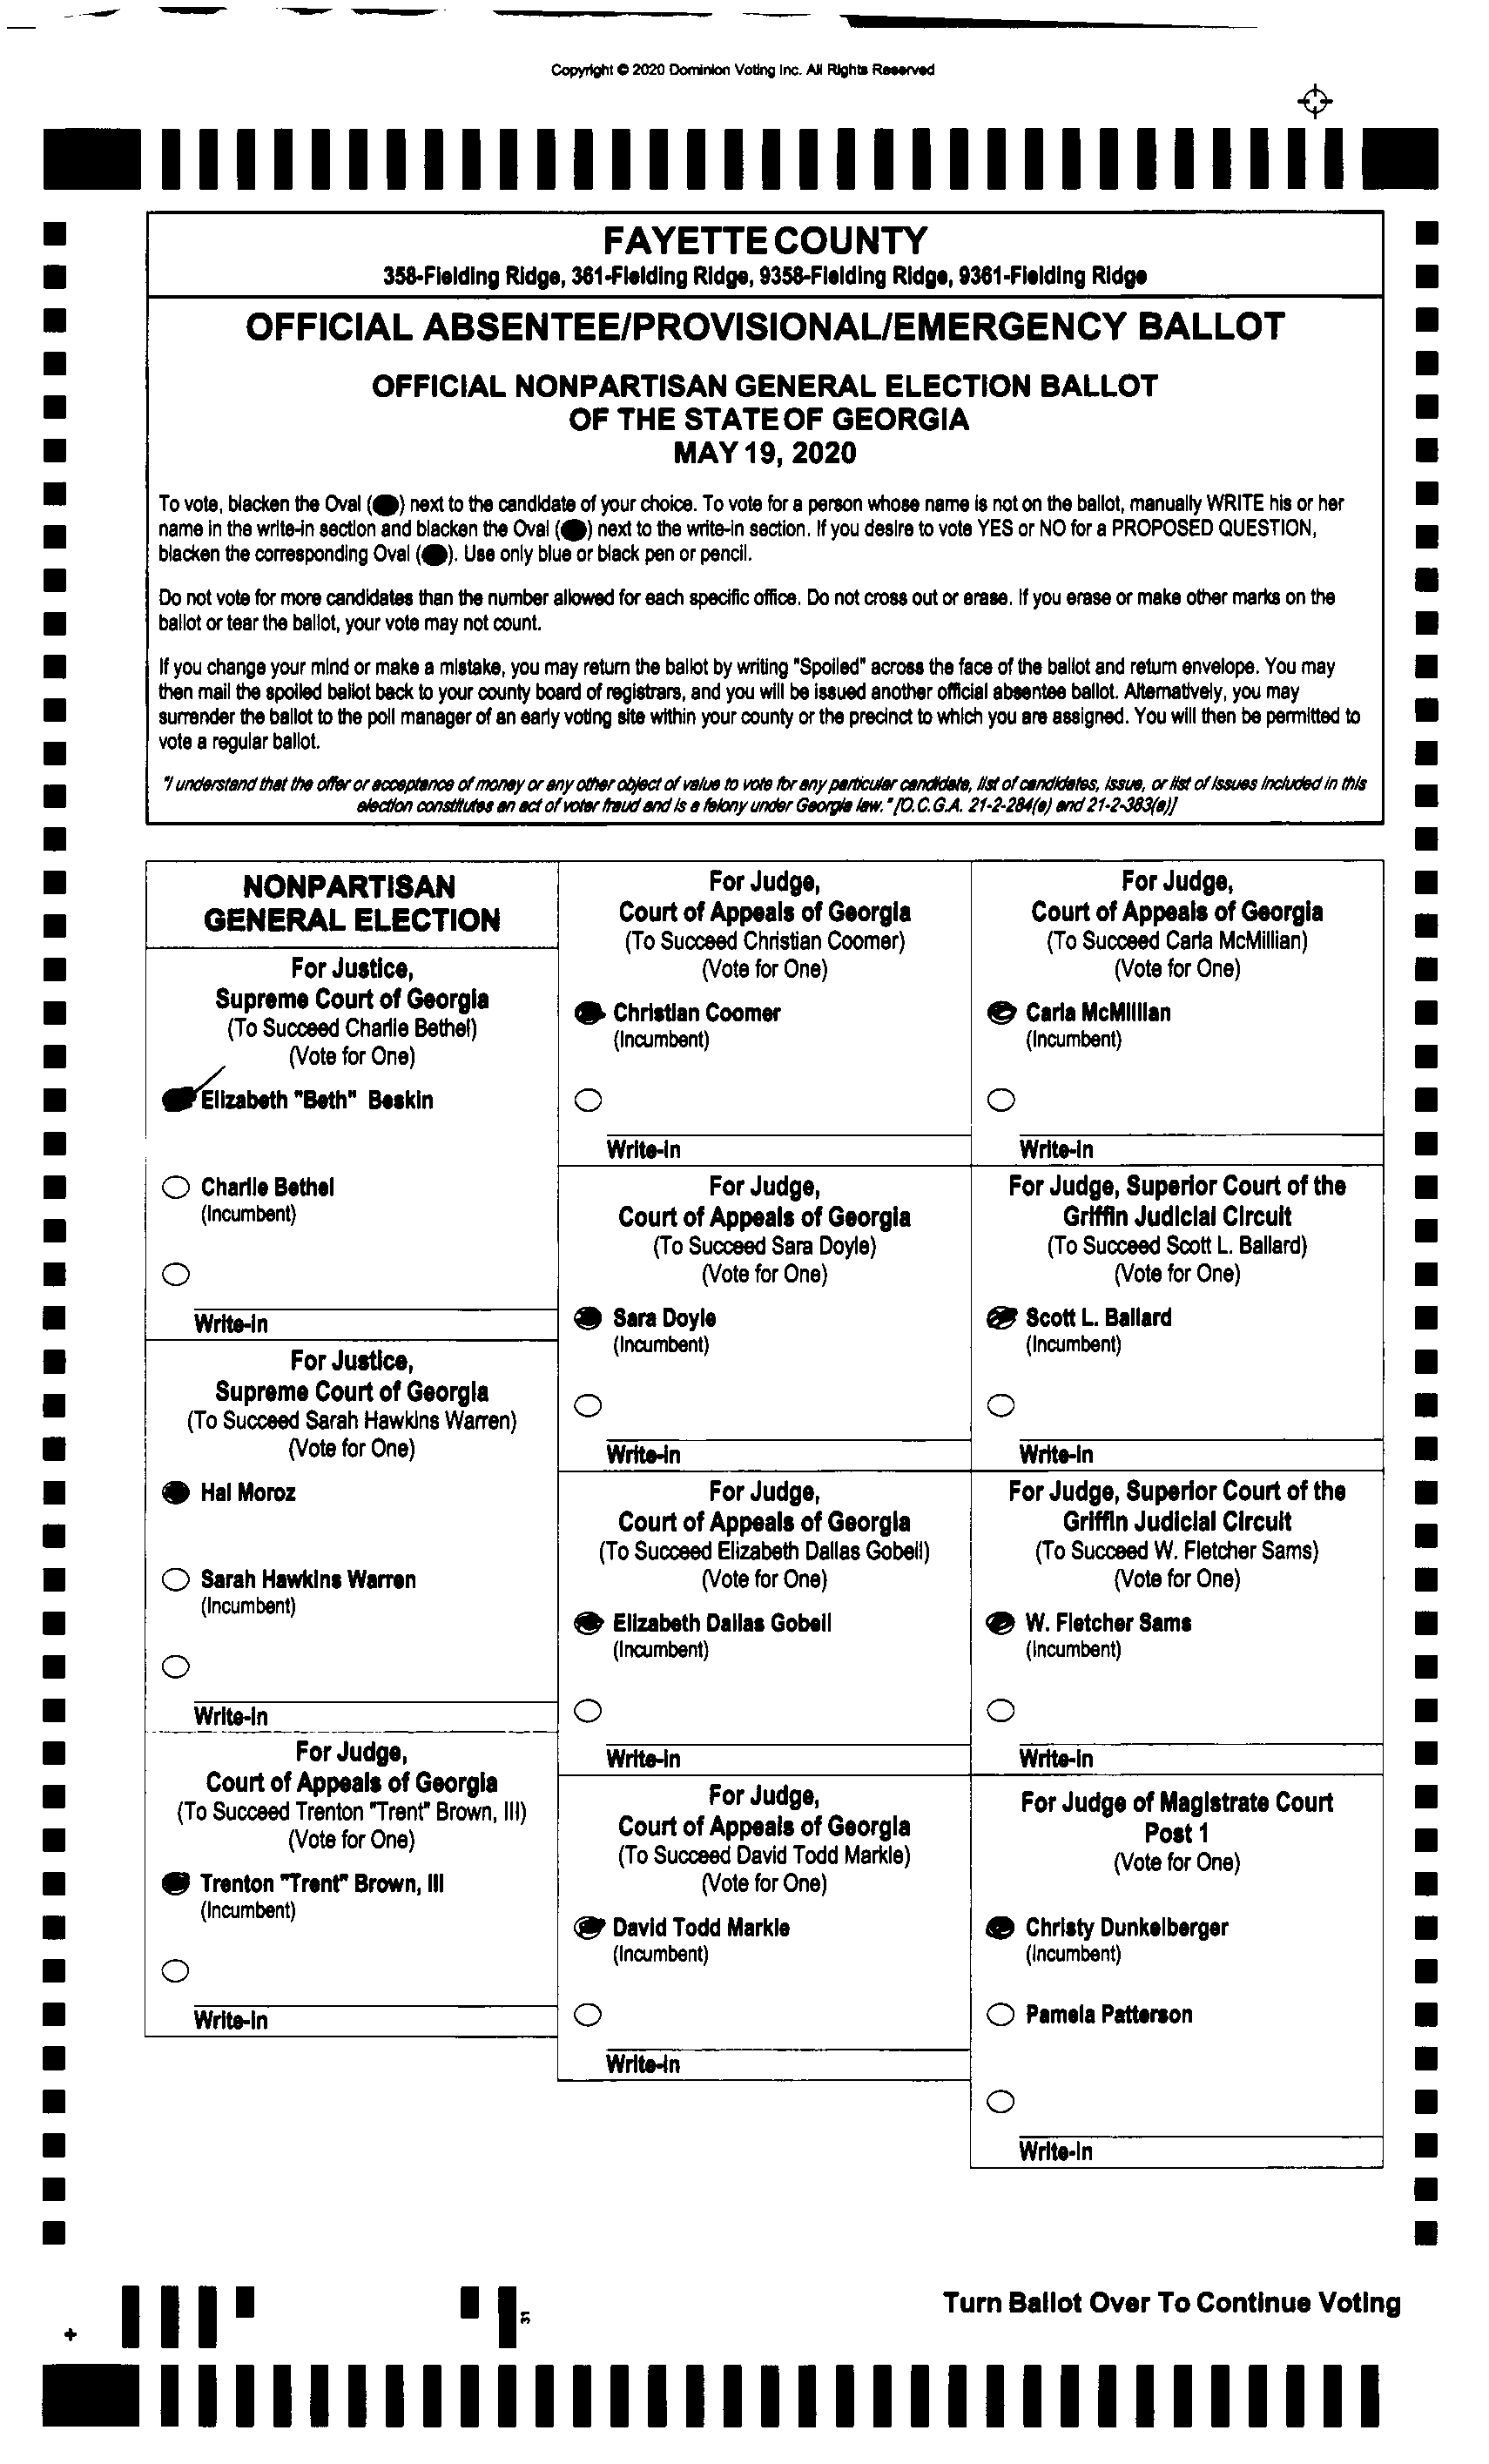 Copyright © 2020 Dominion Voting Inc. All Rights Reserved
FAYETTE COUNTY
358-Fielding Ridge, 361-Fielding Ridge, 9358-Fielding Ridge, 9361-Fielding Ridge
OFFICIAL ABSENTEE/PROVISIONAL/EMERGENCY BALLOT
OFFICIAL NONPARTISAN GENERAL ELECTION BALLOT
OF THE STATE OF GEORGIA
MAY 19, 2020
To vote, blacken the Oval ( ) next to the candidate of your choice. To vote for a person whose name is not on the ballot, manually WRITE his or her
name in the write-in section and blacken the Oval ( ) next to the write-in section. If you desire to vote YES or NO for a PROPOSED QUESTION,
blacken the corresponding Oval ( ). Use only blue or black pen or pencil.
Do not vote for more candidates than the number allowed for each specific office. Do not cross out or erase. If you erase or make other marks on the
ballot or tear the ballot, your vote may not count.
If you change your mind or make a mistake, you may return the ballot by writing "Spoiled" across the face of the ballot and return envelope. You may
then mail the spoiled ballot back to your county board of registrars, and you will be issued another official absentee ballot. Alternatively, you may
surrender the ballot to the poll manager of an early voting site within your county or the precinct to which you are assigned. You will then be permitted to
vote a regular ballot.
"I understand that the offer or acceptance of money or any other object of value to vote for any particular candidate, list of candidates, issue, or list of issues included in this
election constitutes an act of voter fraud and is a felony under Georgia law." [O.C.G.A. 21-2-284(e) and 21-2-383(a)]
NONPARTISAN
GENERAL ELECTION
For Justice,
Supreme Court of Georgia
(To Succeed Charlie Bethel)
(Vote for One)
Elizabeth "Beth" Beskin
Charlie Bethel
(Incumbent)
Write-in
For Justice,
Supreme Court of Georgia
(To Succeed Sarah Hawkins Warren)
(Vote for One)
Hal Moroz
Sarah Hawkins Warren
(Incumbent)
Write-in
For Judge,
Court of Appeals of Georgia
(To Succeed Trenton "Trent" Brown, III)
(Vote for One)
Trenton "Trent" Brown, III
(Incumbent)
Write-in
For Judge,
Court of Appeals of Georgia
(To Succeed Christian Coomer)
(Vote for One)
Christian Coomer
(Incumbent)
Write-in
For Judge,
Court of Appeals of Georgia
(To Succeed Sara Doyle)
(Vote for One)
Sara Doyle
(Incumbent)
Write-in
For Judge,
Court of Appeals of Georgia
(To Succeed Elizabeth Dallas Gobeil)
(Vote for One)
Elizabeth Dallas Gobeil
(Incumbent)
Write-in
For Judge,
Court of Appeals of Georgia
(To Succeed David Todd Markle)
(Vote for One)
David Todd Markle
(Incumbent)
Write-in
For Judge,
Court of Appeals of Georgia
(To Succeed Carla McMillian)
(Vote for One)
Carla McMillian
(Incumbent)
Write-in
For Judge, Superior Court of the
Griffin Judicial Circuit
(To Succeed Scott L. Ballard)
(Vote for One)
Scott L. Ballard
(Incumbent)
Write-in
For Judge, Superior Court of the
Griffin Judicial Circuit
(To Succeed W. Fletcher Sams)
(Vote for One)
W. Fletcher Sams
(Incumbent)
Write-in
For Judge of Magistrate Court
Post 1
(Vote for One)
Christy Dunkelberger
(Incumbent)
Pamela Patterson
Write-in
Turn Ballot Over To Continue Voting
31